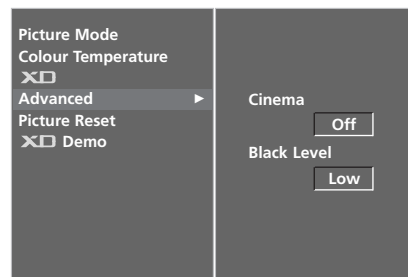 Picture Mode
Colour Temperature
XD
Advanced ►
Picture Reset
XD Demo
Cinema
Off
Black Level
Low